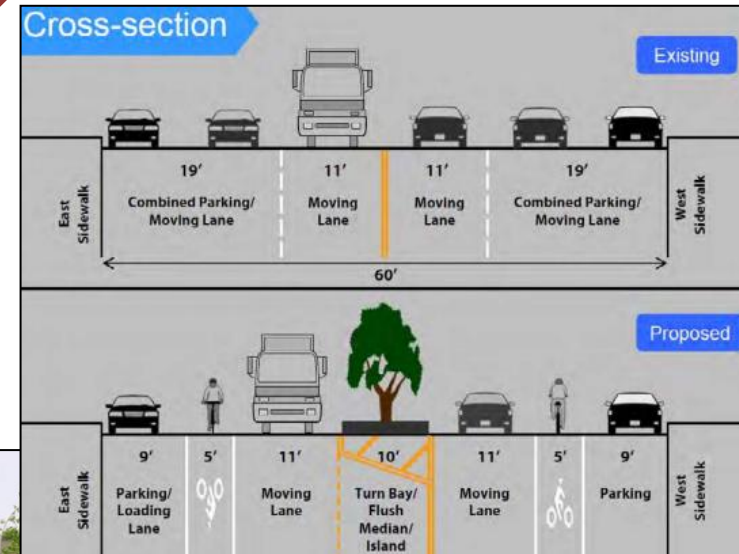 Cross-section
Existing
19'
11'
11'
19'
East
Sidewalk
Combined Parking/
Moving Lane
Moving
Lane
Moving
Lane
Combined Parking/
Moving Lane
West
Sidewalk
60'
Proposed
9'
5'
11'
10'
11'
5'
9'
East
Sidewalk
Parking/
Loading
Lane
Moving
Lane
Turn Bay/
Flush
Median/
Island
Moving
Lane
Parking
West
Sidewalk